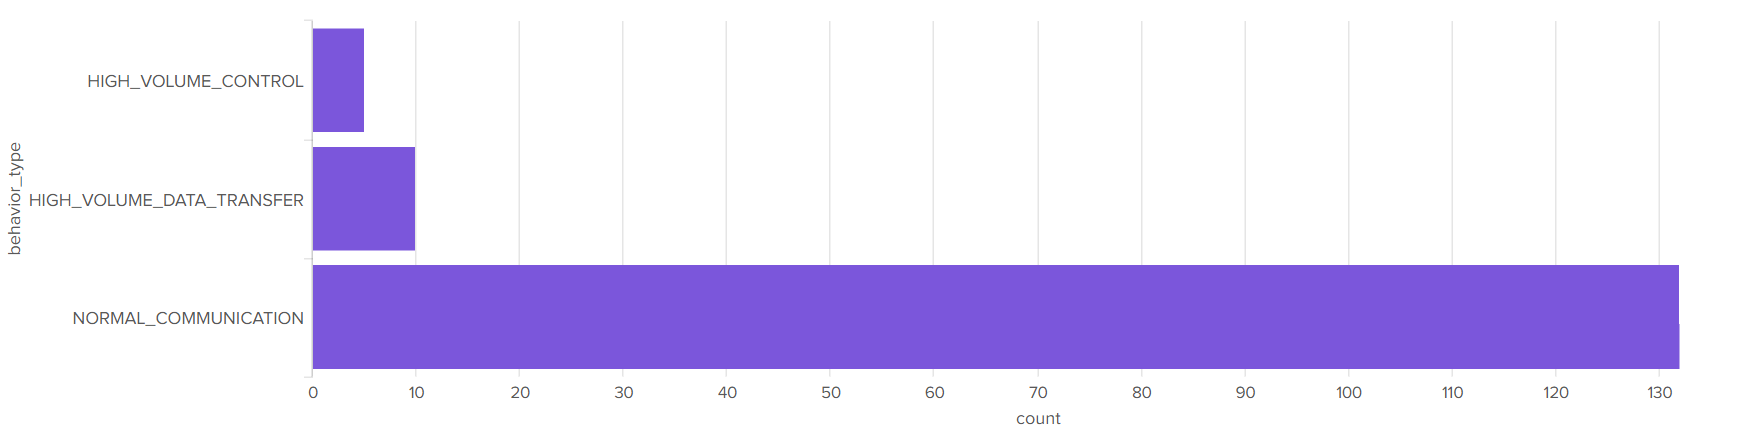 behavior_type
HIGH_VOLUME_CONTROL
HIGH_VOLUME_DATA_TRANSFER
NORMAL_COMMUNICATION
0 10 20 30 40 50 60 70 80 90 100 110 120 130
count